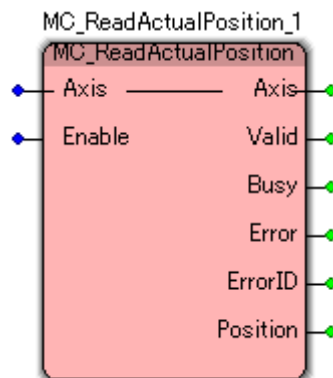 MC_ReadActualPosition_1
MC_ReadActualPosition
Axis Axis
Enable Valid
Busy
Error
ErrorID
Position